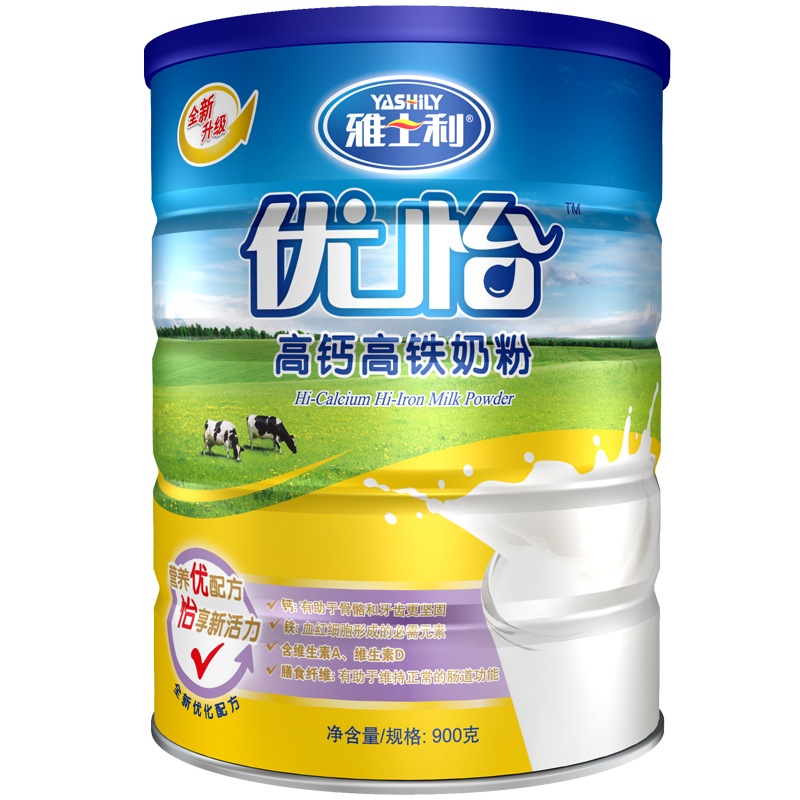 全新
升级
YASHILY
雅士利®
优怡™
高钙高铁奶粉
Hi-Calcium Hi-Iron Milk Powder
营养优配方
怡享新活力
全新优化配方
✓ 钙: 有助于骨骼和牙齿更坚固
✓ 铁: 血红细胞形成的必需元素
✓ 含维生素A、维生素D
✓ 膳食纤维: 有助于维持正常的肠道功能
净含量/规格: 900克